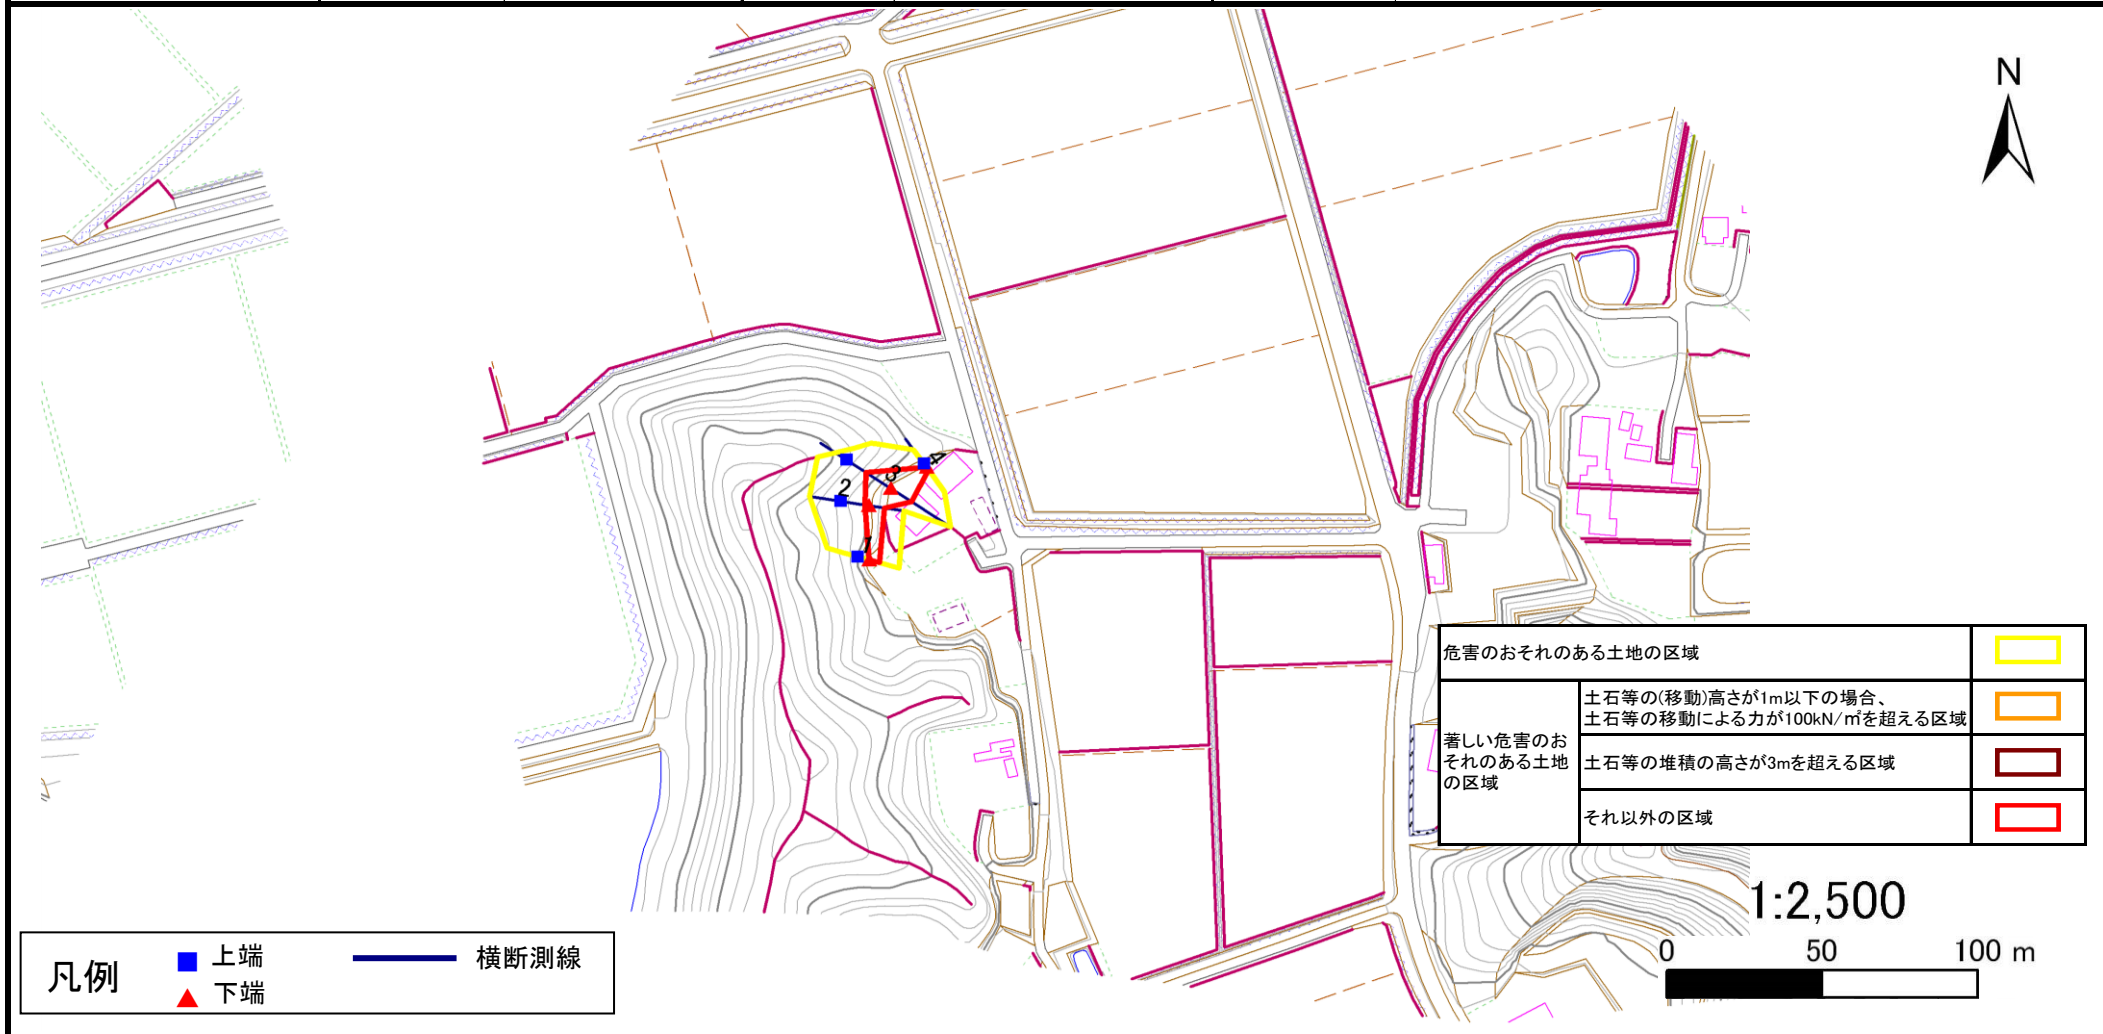 N
4
3
2
1
危害のおそれのある土地の区域
著しい危害のお
それのある土地
の区域
土石等の(移動)高さが1m以下の場合、
土石等の移動による力が100kN/㎡を超える区域
土石等の堆積の高さが3mを超える区域
それ以外の区域
1:2,500
0 50 100 m
凡例
上端
下端
横断測線